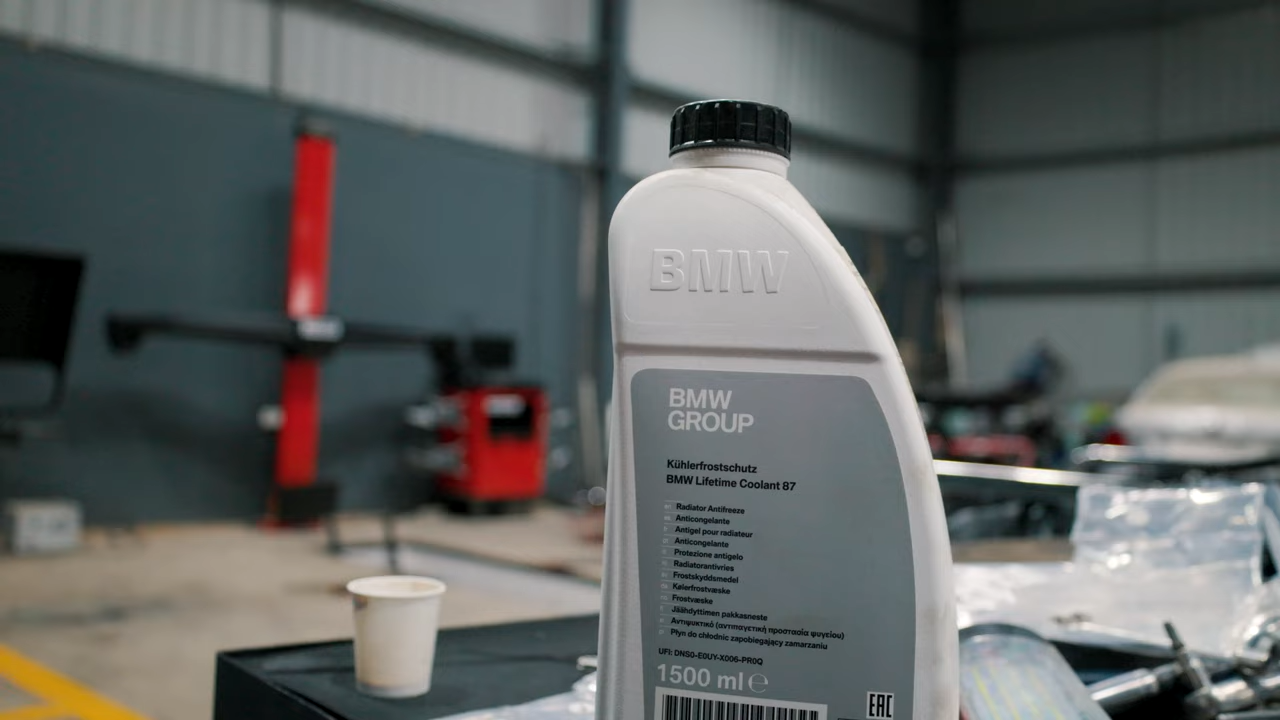 BMW
BMW
GROUP
Kühlerfrostschutz
BMW Lifetime Coolant 87
Radiator Antifreeze
Anticongelante
Antigel pour radiateur
Anticongelante
Protezione antigelo
Radiatorantivries
Frostskyddsmedel
Kølerfrostvæske
Frostvæske
Jäähdyttimen pakkasneste
Αντιψυκτικό (αντιπαγετική προστασία ψυγείου)
Płyn do chłodnic zapobiegający zamarzaniu
UFI: DNS0-E0UY-X006-PR0Q
1500 ml ℮
EAC